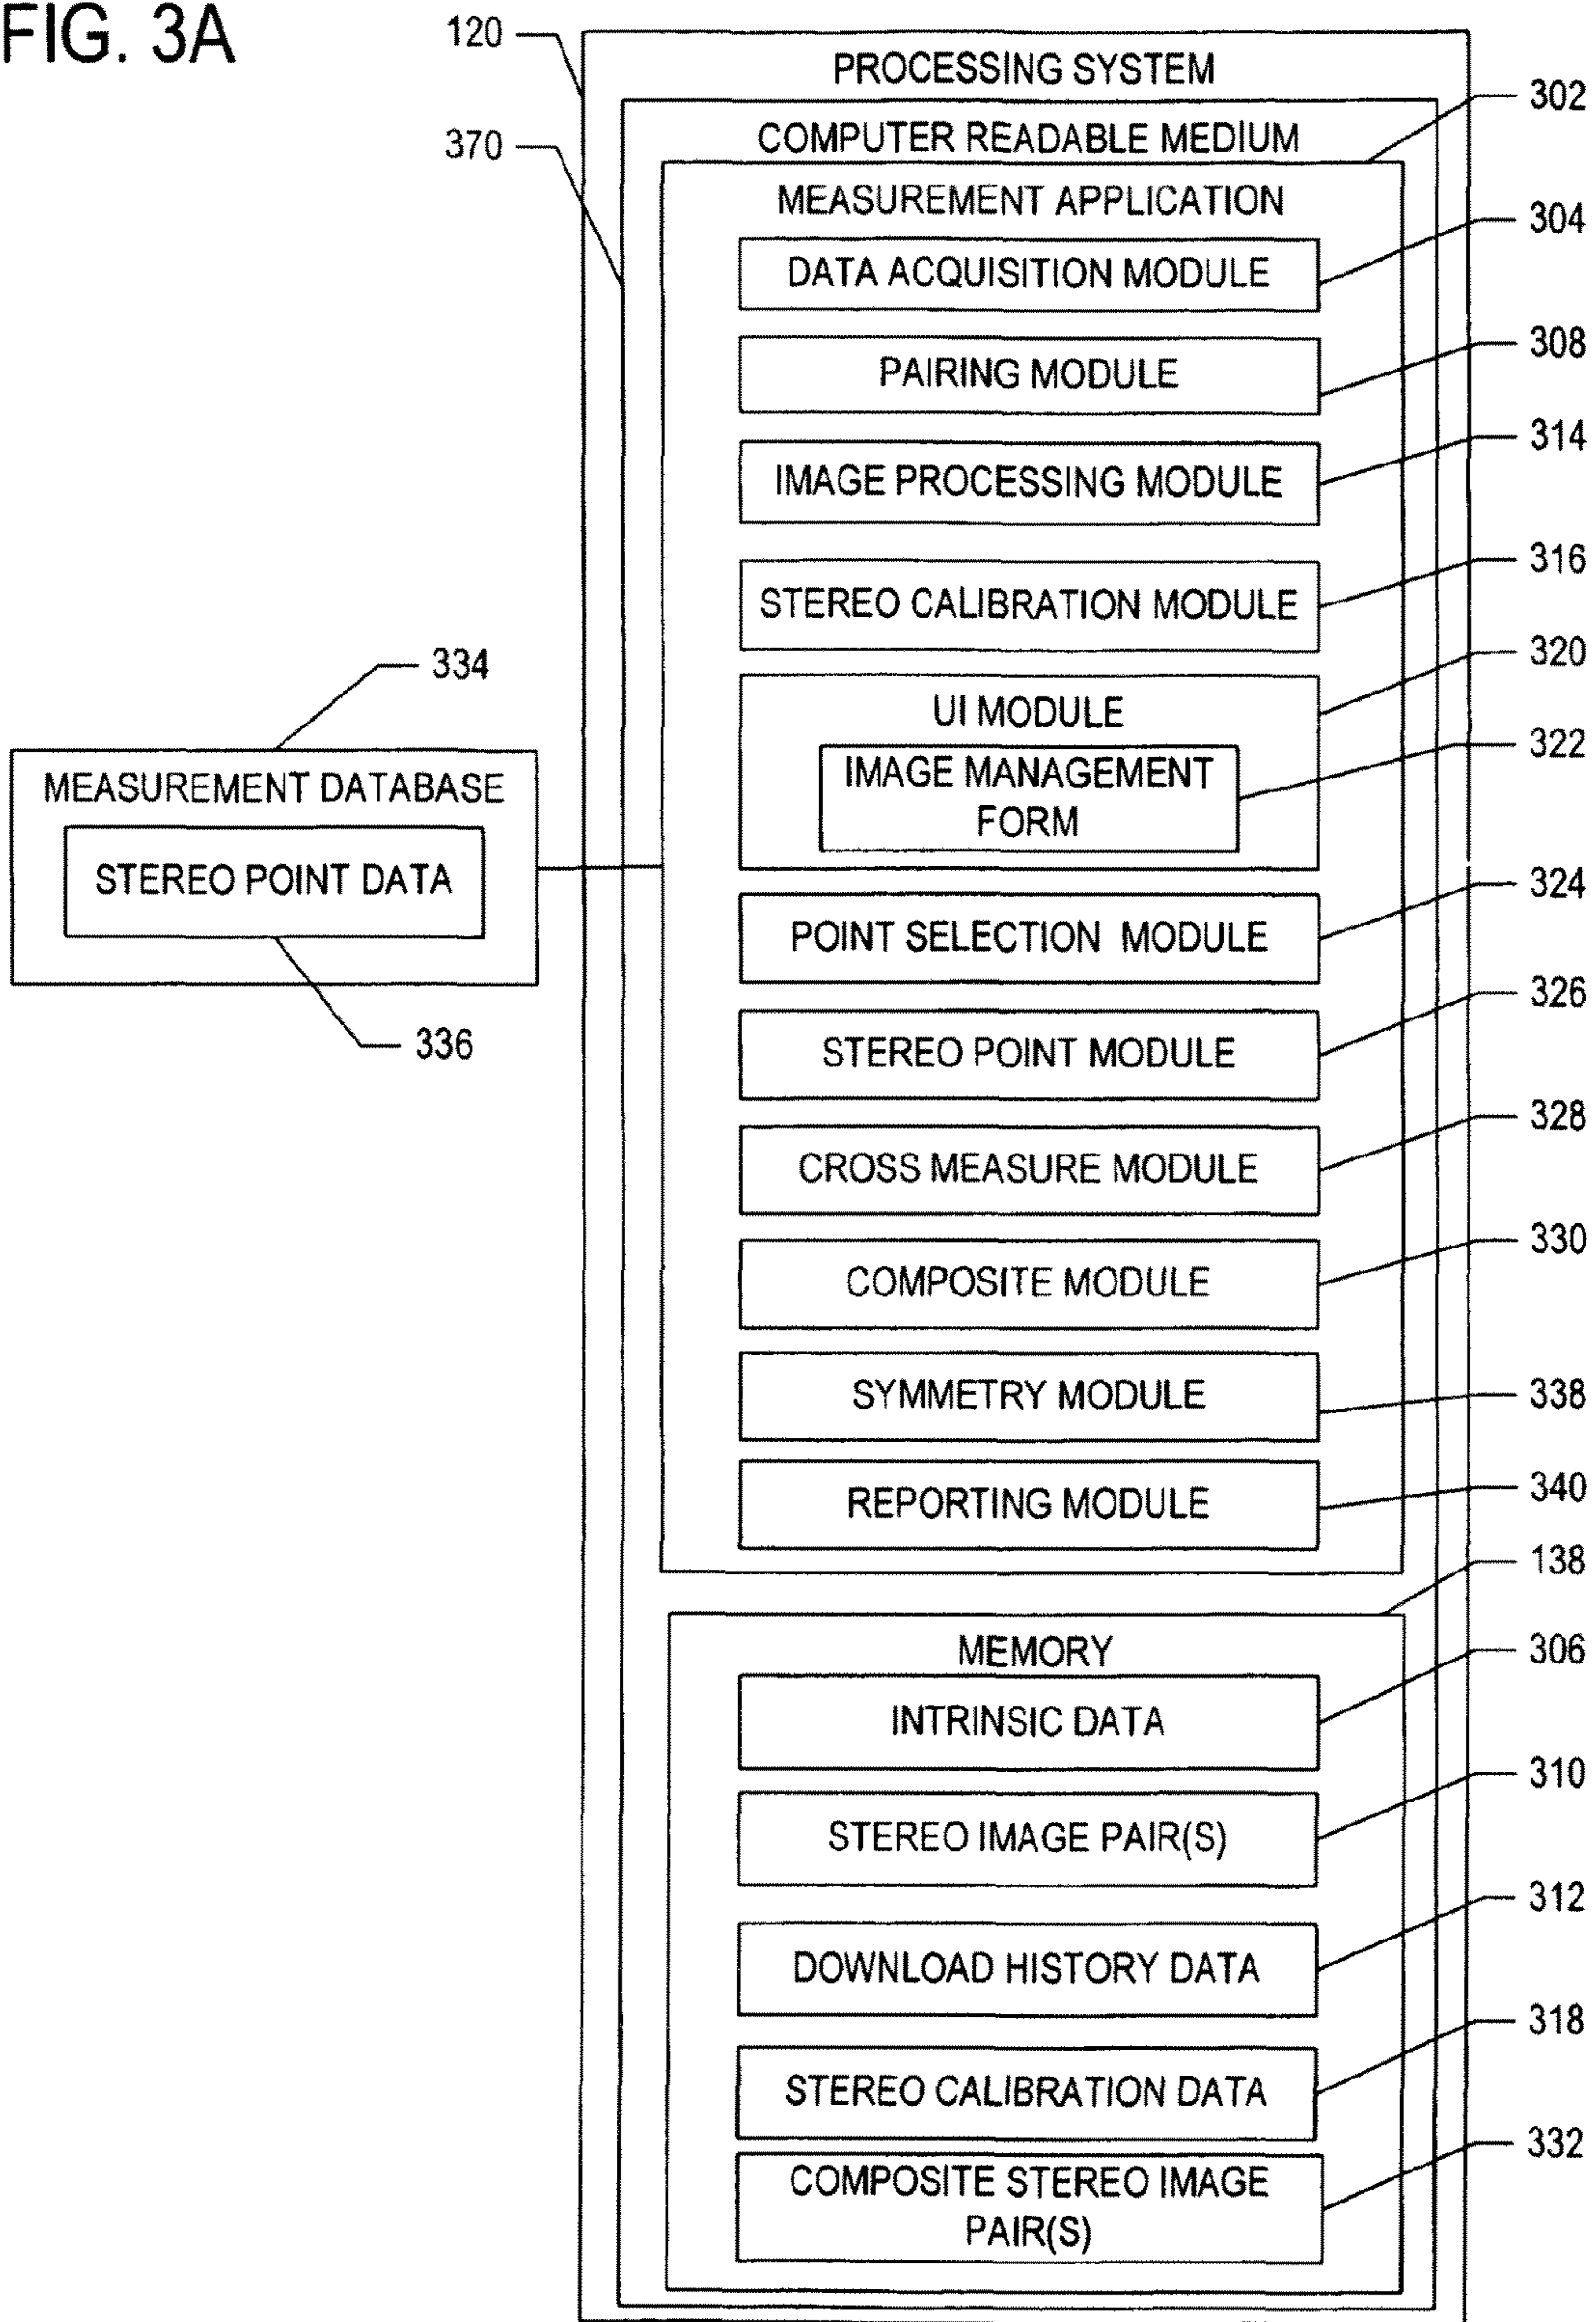 FIG. 3A
120
PROCESSING SYSTEM
302
370
COMPUTER READABLE MEDIUM
MEASUREMENT APPLICATION
304
DATA ACQUISITION MODULE
308
PAIRING MODULE
314
IMAGE PROCESSING MODULE
316
STEREO CALIBRATION MODULE
320
UI MODULE
322
IMAGE MANAGEMENT
FORM
334
MEASUREMENT DATABASE
STEREO POINT DATA
336
324
POINT SELECTION MODULE
326
STEREO POINT MODULE
328
CROSS MEASURE MODULE
330
COMPOSITE MODULE
338
SYMMETRY MODULE
340
REPORTING MODULE
138
MEMORY
306
INTRINSIC DATA
310
STEREO IMAGE PAIR(S)
312
DOWNLOAD HISTORY DATA
318
STEREO CALIBRATION DATA
332
COMPOSITE STEREO IMAGE
PAIR(S)